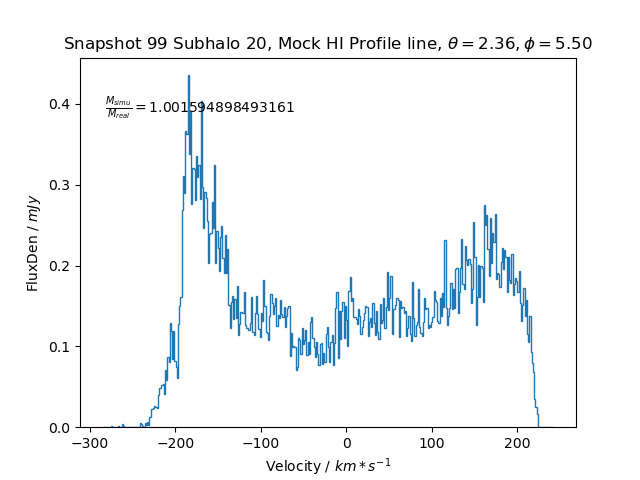 Snapshot 99 Subhalo 20, Mock HI Profile line, θ = 2.36, ϕ = 5.50
M_simu/M_real = 1.001594898493161
FluxDen / mJy
0.4
0.3
0.2
0.1
0.0
−300 −200 −100 0 100 200
Velocity / km * s⁻¹